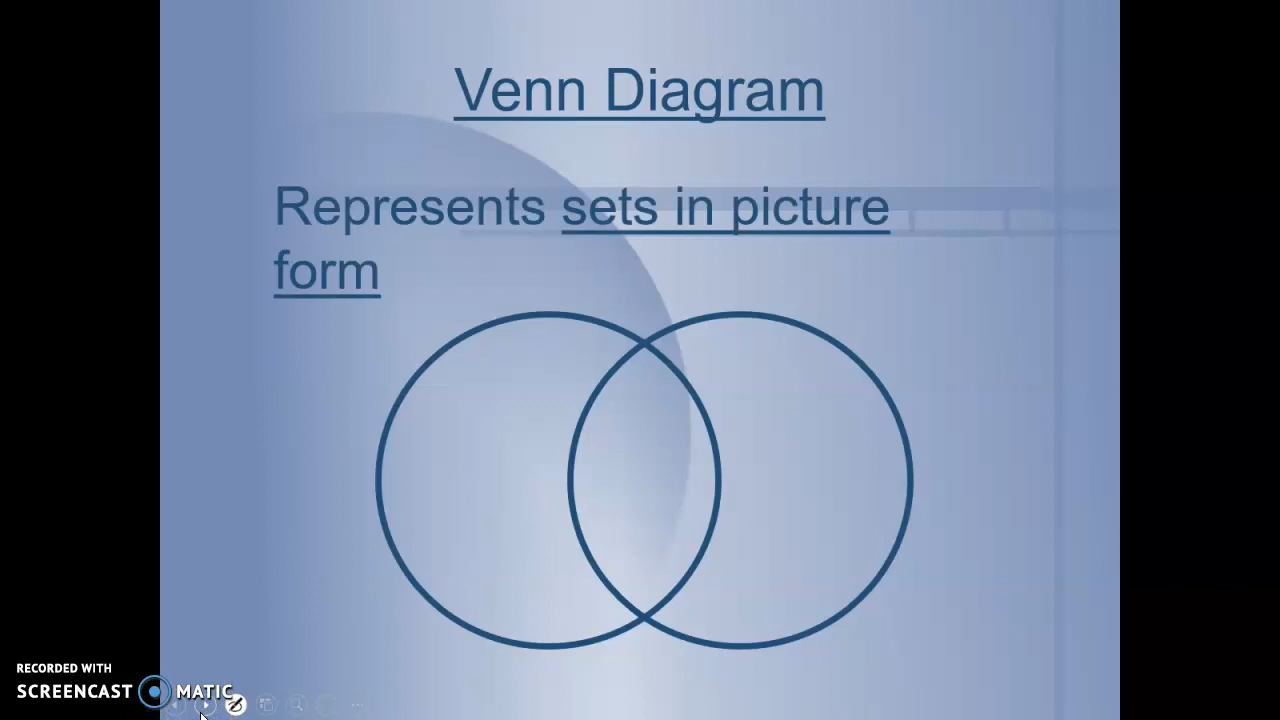 Venn Diagram
Represents sets in picture
form
RECORDED WITH
SCREENCAST MATIC